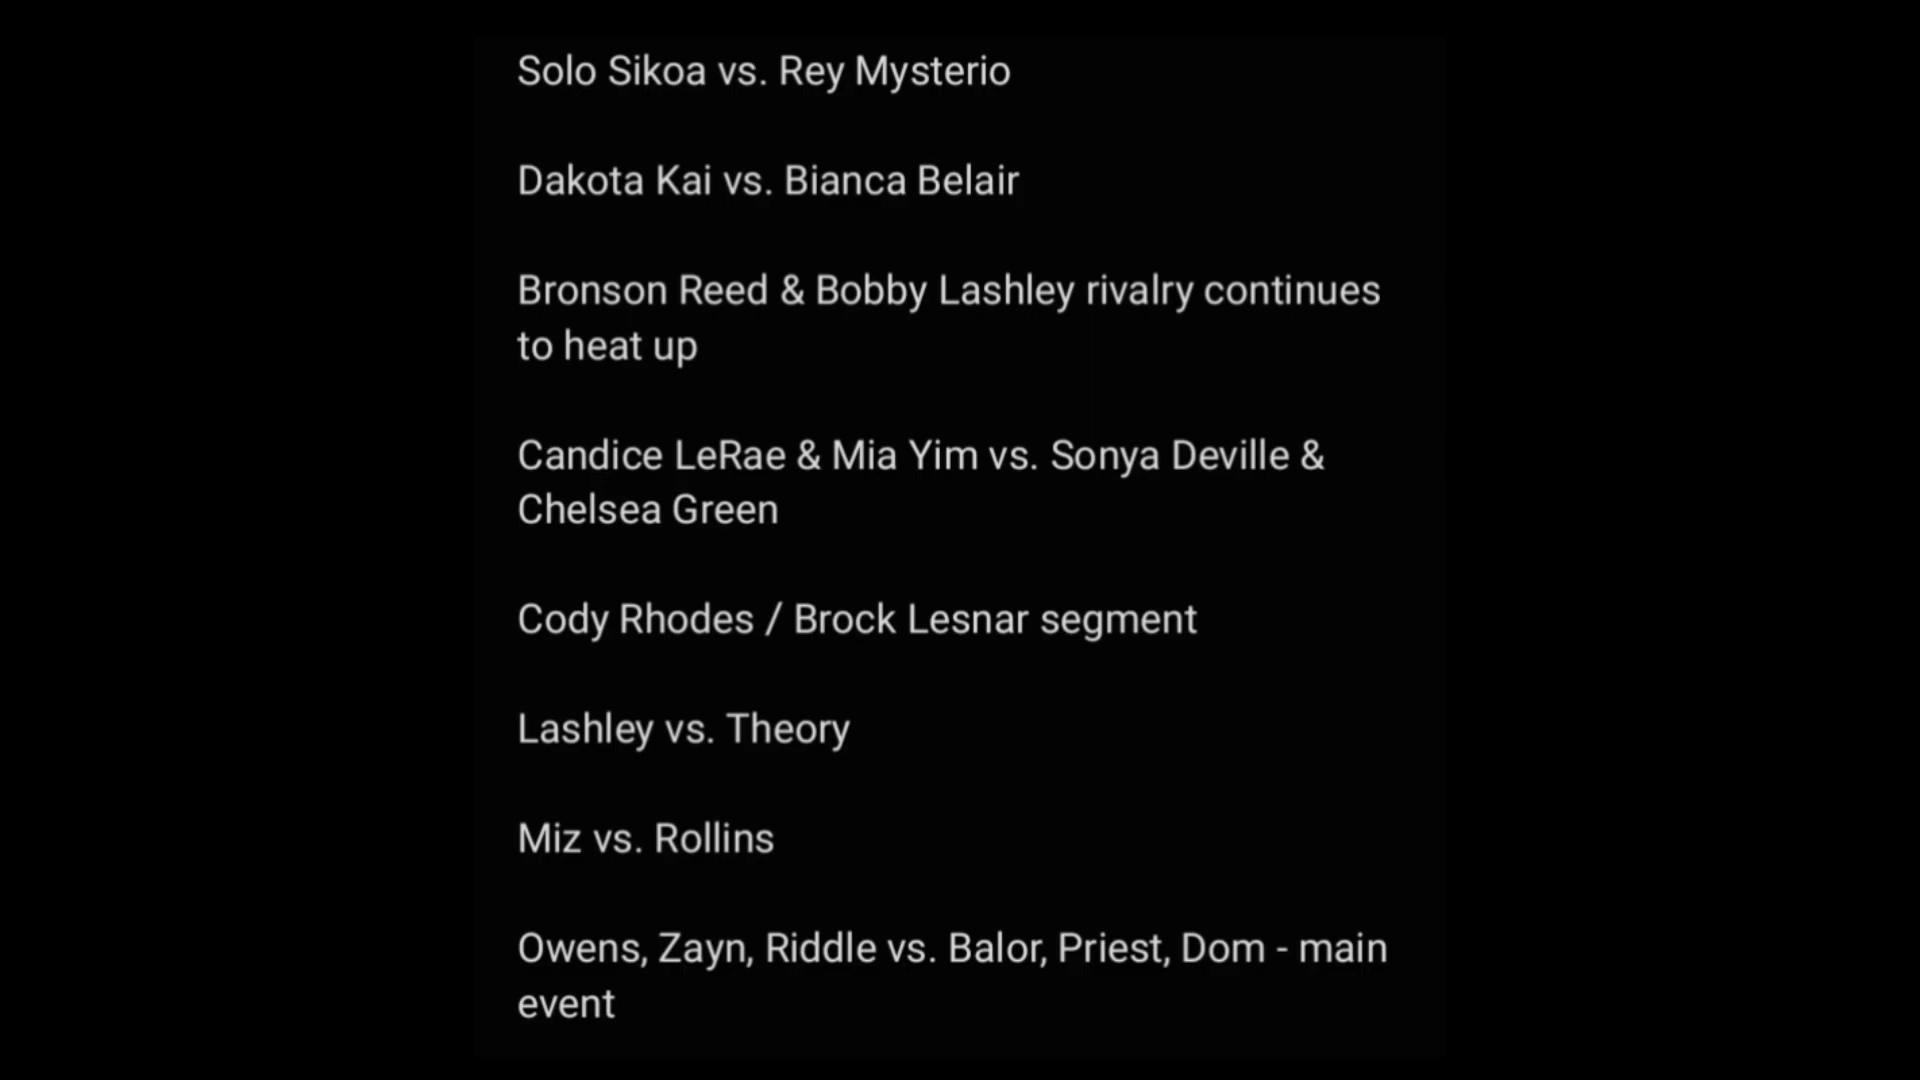 Solo Sikoa vs. Rey Mysterio
Dakota Kai vs. Bianca Belair
Bronson Reed & Bobby Lashley rivalry continues
to heat up
Candice LeRae & Mia Yim vs. Sonya Deville &
Chelsea Green
Cody Rhodes / Brock Lesnar segment
Lashley vs. Theory
Miz vs. Rollins
Owens, Zayn, Riddle vs. Balor, Priest, Dom - main
event